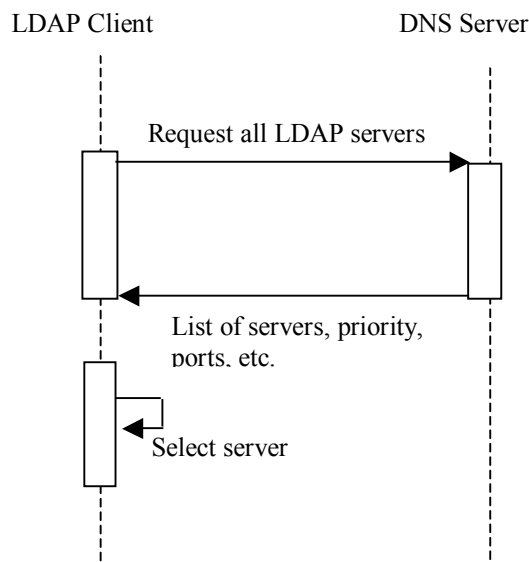 LDAP Client
DNS Server
Request all LDAP servers
List of servers, priority,
ports, etc.
Select server